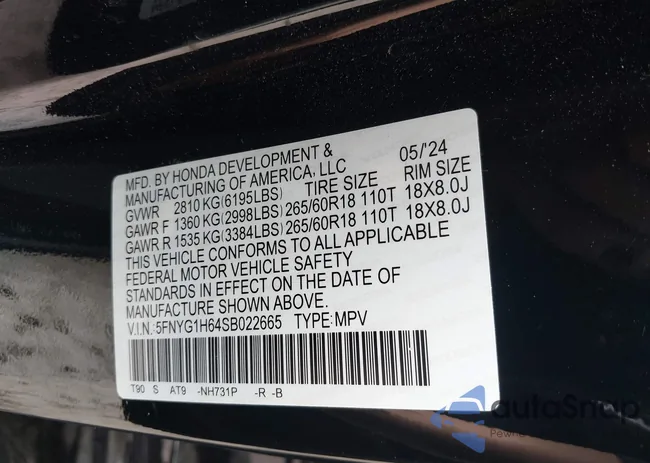 MFD. BY HONDA DEVELOPMENT &
MANUFACTURING OF AMERICA, LLC 05/'24
GVWR 2810 KG(6195LBS) TIRE SIZE RIM SIZE
GAWR F 1360 KG(2998LBS) 265/60R18 110T 18X8.0J
GAWR R 1535 KG(3384LBS) 265/60R18 110T 18X8.0J
THIS VEHICLE CONFORMS TO ALL APPLICABLE
FEDERAL MOTOR VEHICLE SAFETY
STANDARDS IN EFFECT ON THE DATE OF
MANUFACTURE SHOWN ABOVE.
V.I.N.: 5FNYG1H64SB022665 TYPE:MPV
T90 S AT9 -NH731P -R -B
autoSnap